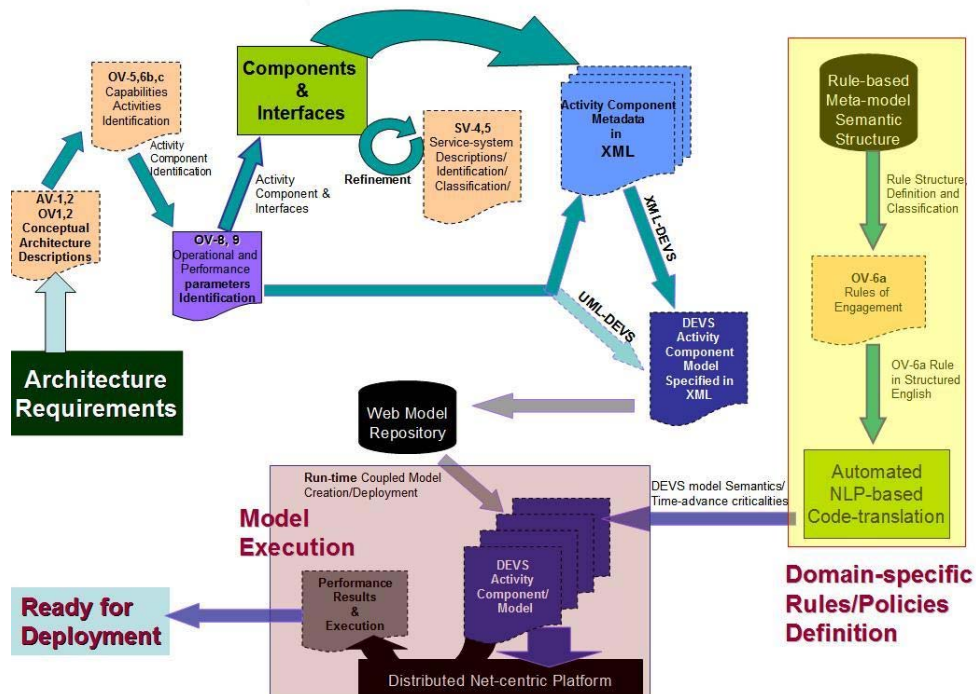 OV-5,6b,c
Capabilities
Activities
Identification
Components
&
Interfaces
Activity Component
Metadata
in
XML
Rule-based
Meta-model
Semantic
Structure
SV-4,5
Service-system
Descriptions/
Identification/
Classification/
Refinement
Activity
Component
Identification
Activity
Component &
Interfaces
AV-1,2
OV1,2
Conceptual
Architecture
Descriptions
OV-8, 9
Operational and
Performance
parameters
Identification
XML-DEVS
UML-DEVS
Rule Structure,
Definition and
Classification
OV-6a
Rules of
Engagement
OV-6a Rule
in Structured
English
Architecture
Requirements
DEVS
Activity
Component
Model
Specified in
XML
Web Model
Repository
Automated
NLP-based
Code-translation
Run-time Coupled Model
Creation/Deployment
DEVS model Semantics/
Time-advance criticalities
Model
Execution
DEVS
Activity
Component/
Model
Performance
Results
&
Execution
Ready for
Deployment
Distributed Net-centric Platform
Domain-specific
Rules/Policies
Definition